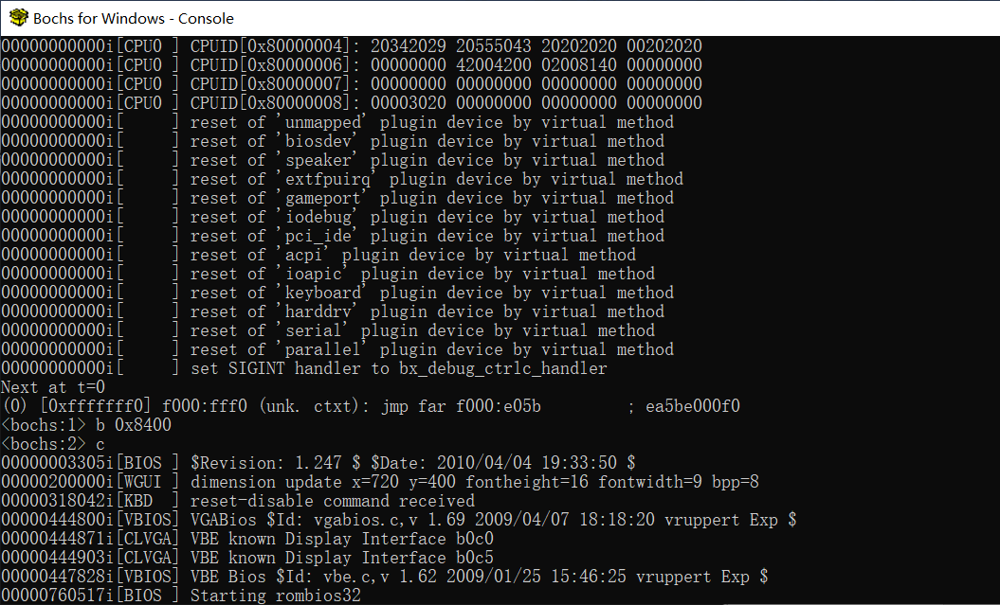 Bochs for Windows - Console
00000000000i[CPU0 ] CPUID[0x80000004]: 20342029 20555043 20202020 00202020
00000000000i[CPU0 ] CPUID[0x80000006]: 00000000 42004200 02008140 00000000
00000000000i[CPU0 ] CPUID[0x80000007]: 00000000 00000000 00000000 00000000
00000000000i[CPU0 ] CPUID[0x80000008]: 00003020 00000000 00000000 00000000
00000000000i[     ] reset of 'unmapped' plugin device by virtual method
00000000000i[     ] reset of 'biosdev' plugin device by virtual method
00000000000i[     ] reset of 'speaker' plugin device by virtual method
00000000000i[     ] reset of 'extfpuirq' plugin device by virtual method
00000000000i[     ] reset of 'gameport' plugin device by virtual method
00000000000i[     ] reset of 'iodebug' plugin device by virtual method
00000000000i[     ] reset of 'pci_ide' plugin device by virtual method
00000000000i[     ] reset of 'acpi' plugin device by virtual method
00000000000i[     ] reset of 'ioapic' plugin device by virtual method
00000000000i[     ] reset of 'keyboard' plugin device by virtual method
00000000000i[     ] reset of 'harddrv' plugin device by virtual method
00000000000i[     ] reset of 'serial' plugin device by virtual method
00000000000i[     ] reset of 'parallel' plugin device by virtual method
00000000000i[     ] set SIGINT handler to bx_debug_ctrlc_handler
Next at t=0
(0) [0xfffffff0] f000:fff0 (unk. ctxt): jmp far f000:e05b         ; ea5be000f0
<bochs:1> b 0x8400
<bochs:2> c
00000003305i[BIOS ] $Revision: 1.247 $ $Date: 2010/04/04 19:33:50 $
00000200000i[WGUI ] dimension update x=720 y=400 fontheight=16 fontwidth=9 bpp=8
00000318042i[KBD  ] reset-disable command received
00000444800i[VBIOS] VGABios $Id: vgabios.c,v 1.69 2009/04/07 18:18:20 vruppert Exp $
00000444871i[CLVGA] VBE known Display Interface b0c0
00000444903i[CLVGA] VBE known Display Interface b0c5
00000447828i[VBIOS] VBE Bios $Id: vbe.c,v 1.62 2009/01/25 15:46:25 vruppert Exp $
00000760517i[BIOS ] Starting rombios32